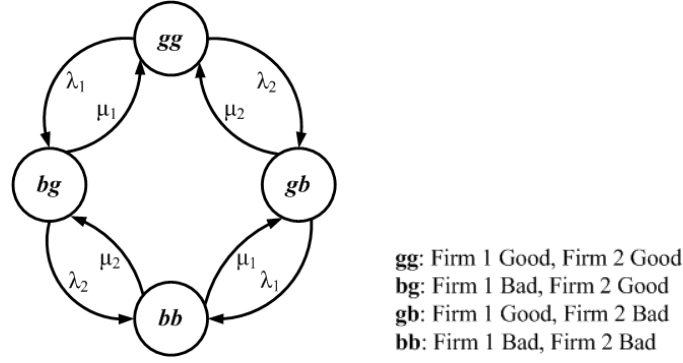 gg
λ1
λ2
μ1
μ2
bg
gb
μ2
μ1
λ2
λ1
bb
gg: Firm 1 Good, Firm 2 Good
bg: Firm 1 Bad, Firm 2 Good
gb: Firm 1 Good, Firm 2 Bad
bb: Firm 1 Bad, Firm 2 Bad